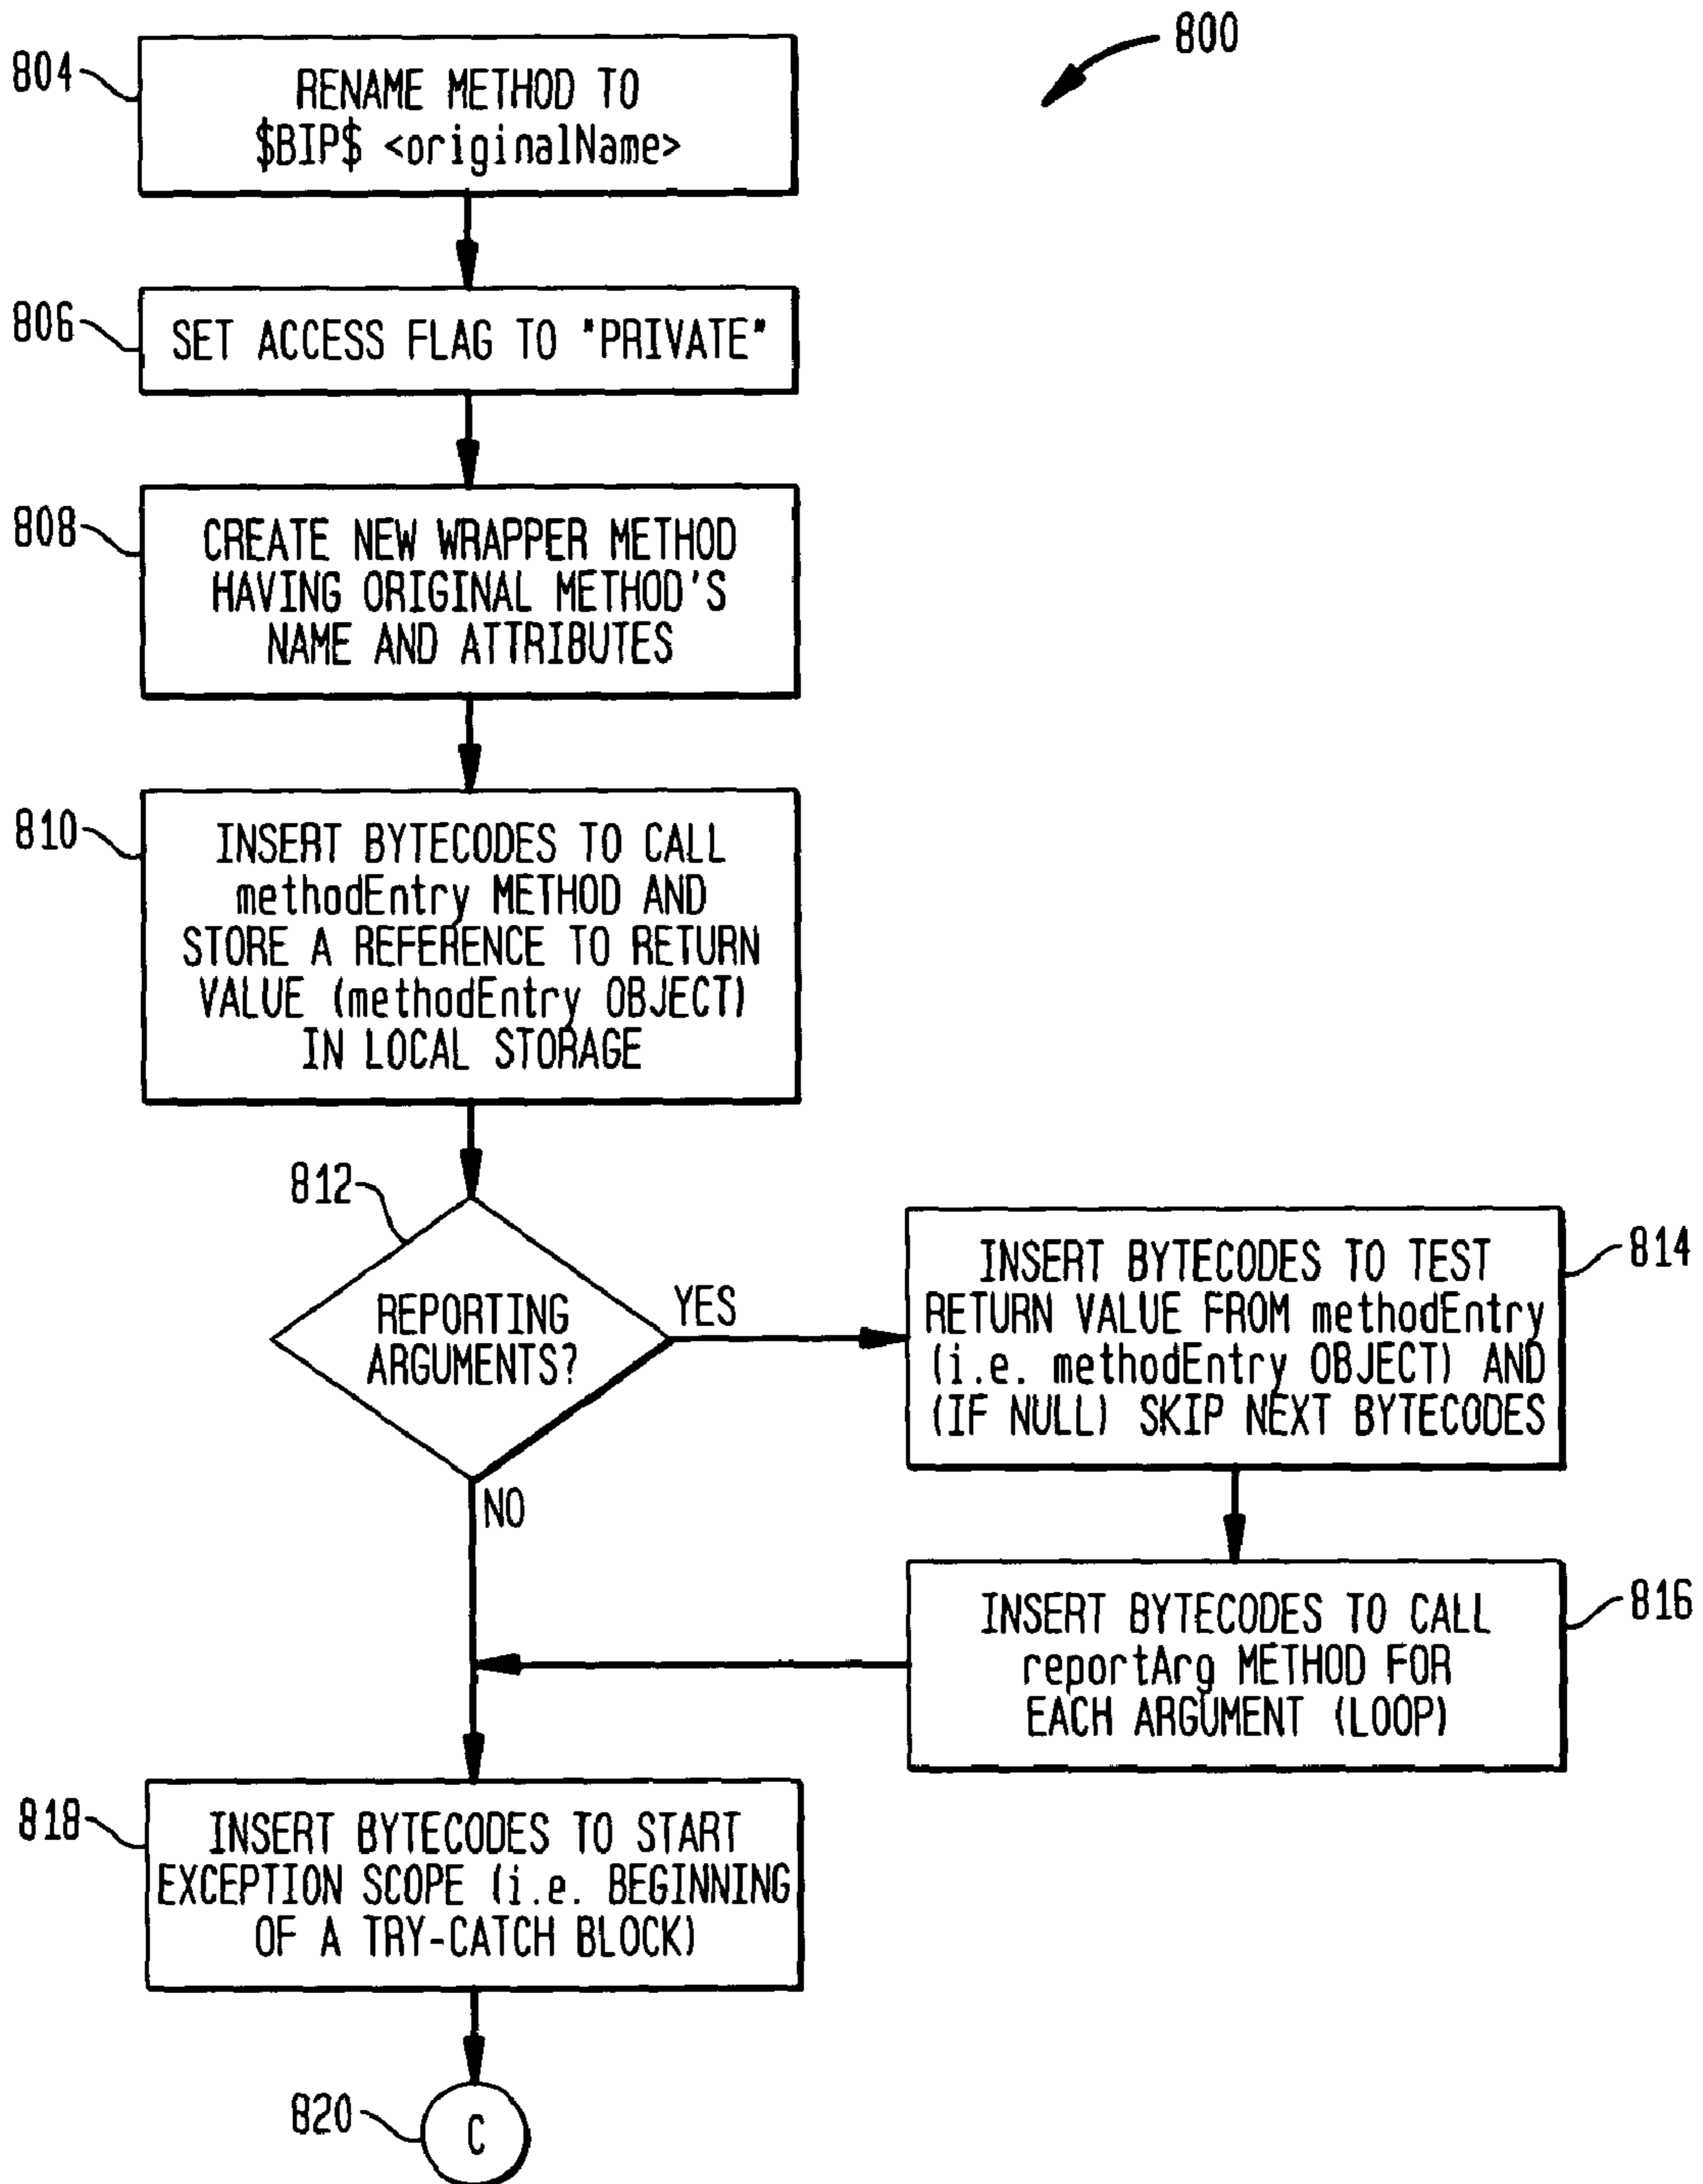 800
804
RENAME METHOD TO
$BIP$ <originalName>
806
SET ACCESS FLAG TO "PRIVATE"
808
CREATE NEW WRAPPER METHOD
HAVING ORIGINAL METHOD'S
NAME AND ATTRIBUTES
810
INSERT BYTECODES TO CALL
methodEntry METHOD AND
STORE A REFERENCE TO RETURN
VALUE (methodEntry OBJECT)
IN LOCAL STORAGE
812
REPORTING
ARGUMENTS?
YES
NO
814
INSERT BYTECODES TO TEST
RETURN VALUE FROM methodEntry
(i.e. methodEntry OBJECT) AND
(IF NULL) SKIP NEXT BYTECODES
816
INSERT BYTECODES TO CALL
reportArg METHOD FOR
EACH ARGUMENT (LOOP)
818
INSERT BYTECODES TO START
EXCEPTION SCOPE (i.e. BEGINNING
OF A TRY-CATCH BLOCK)
820
C